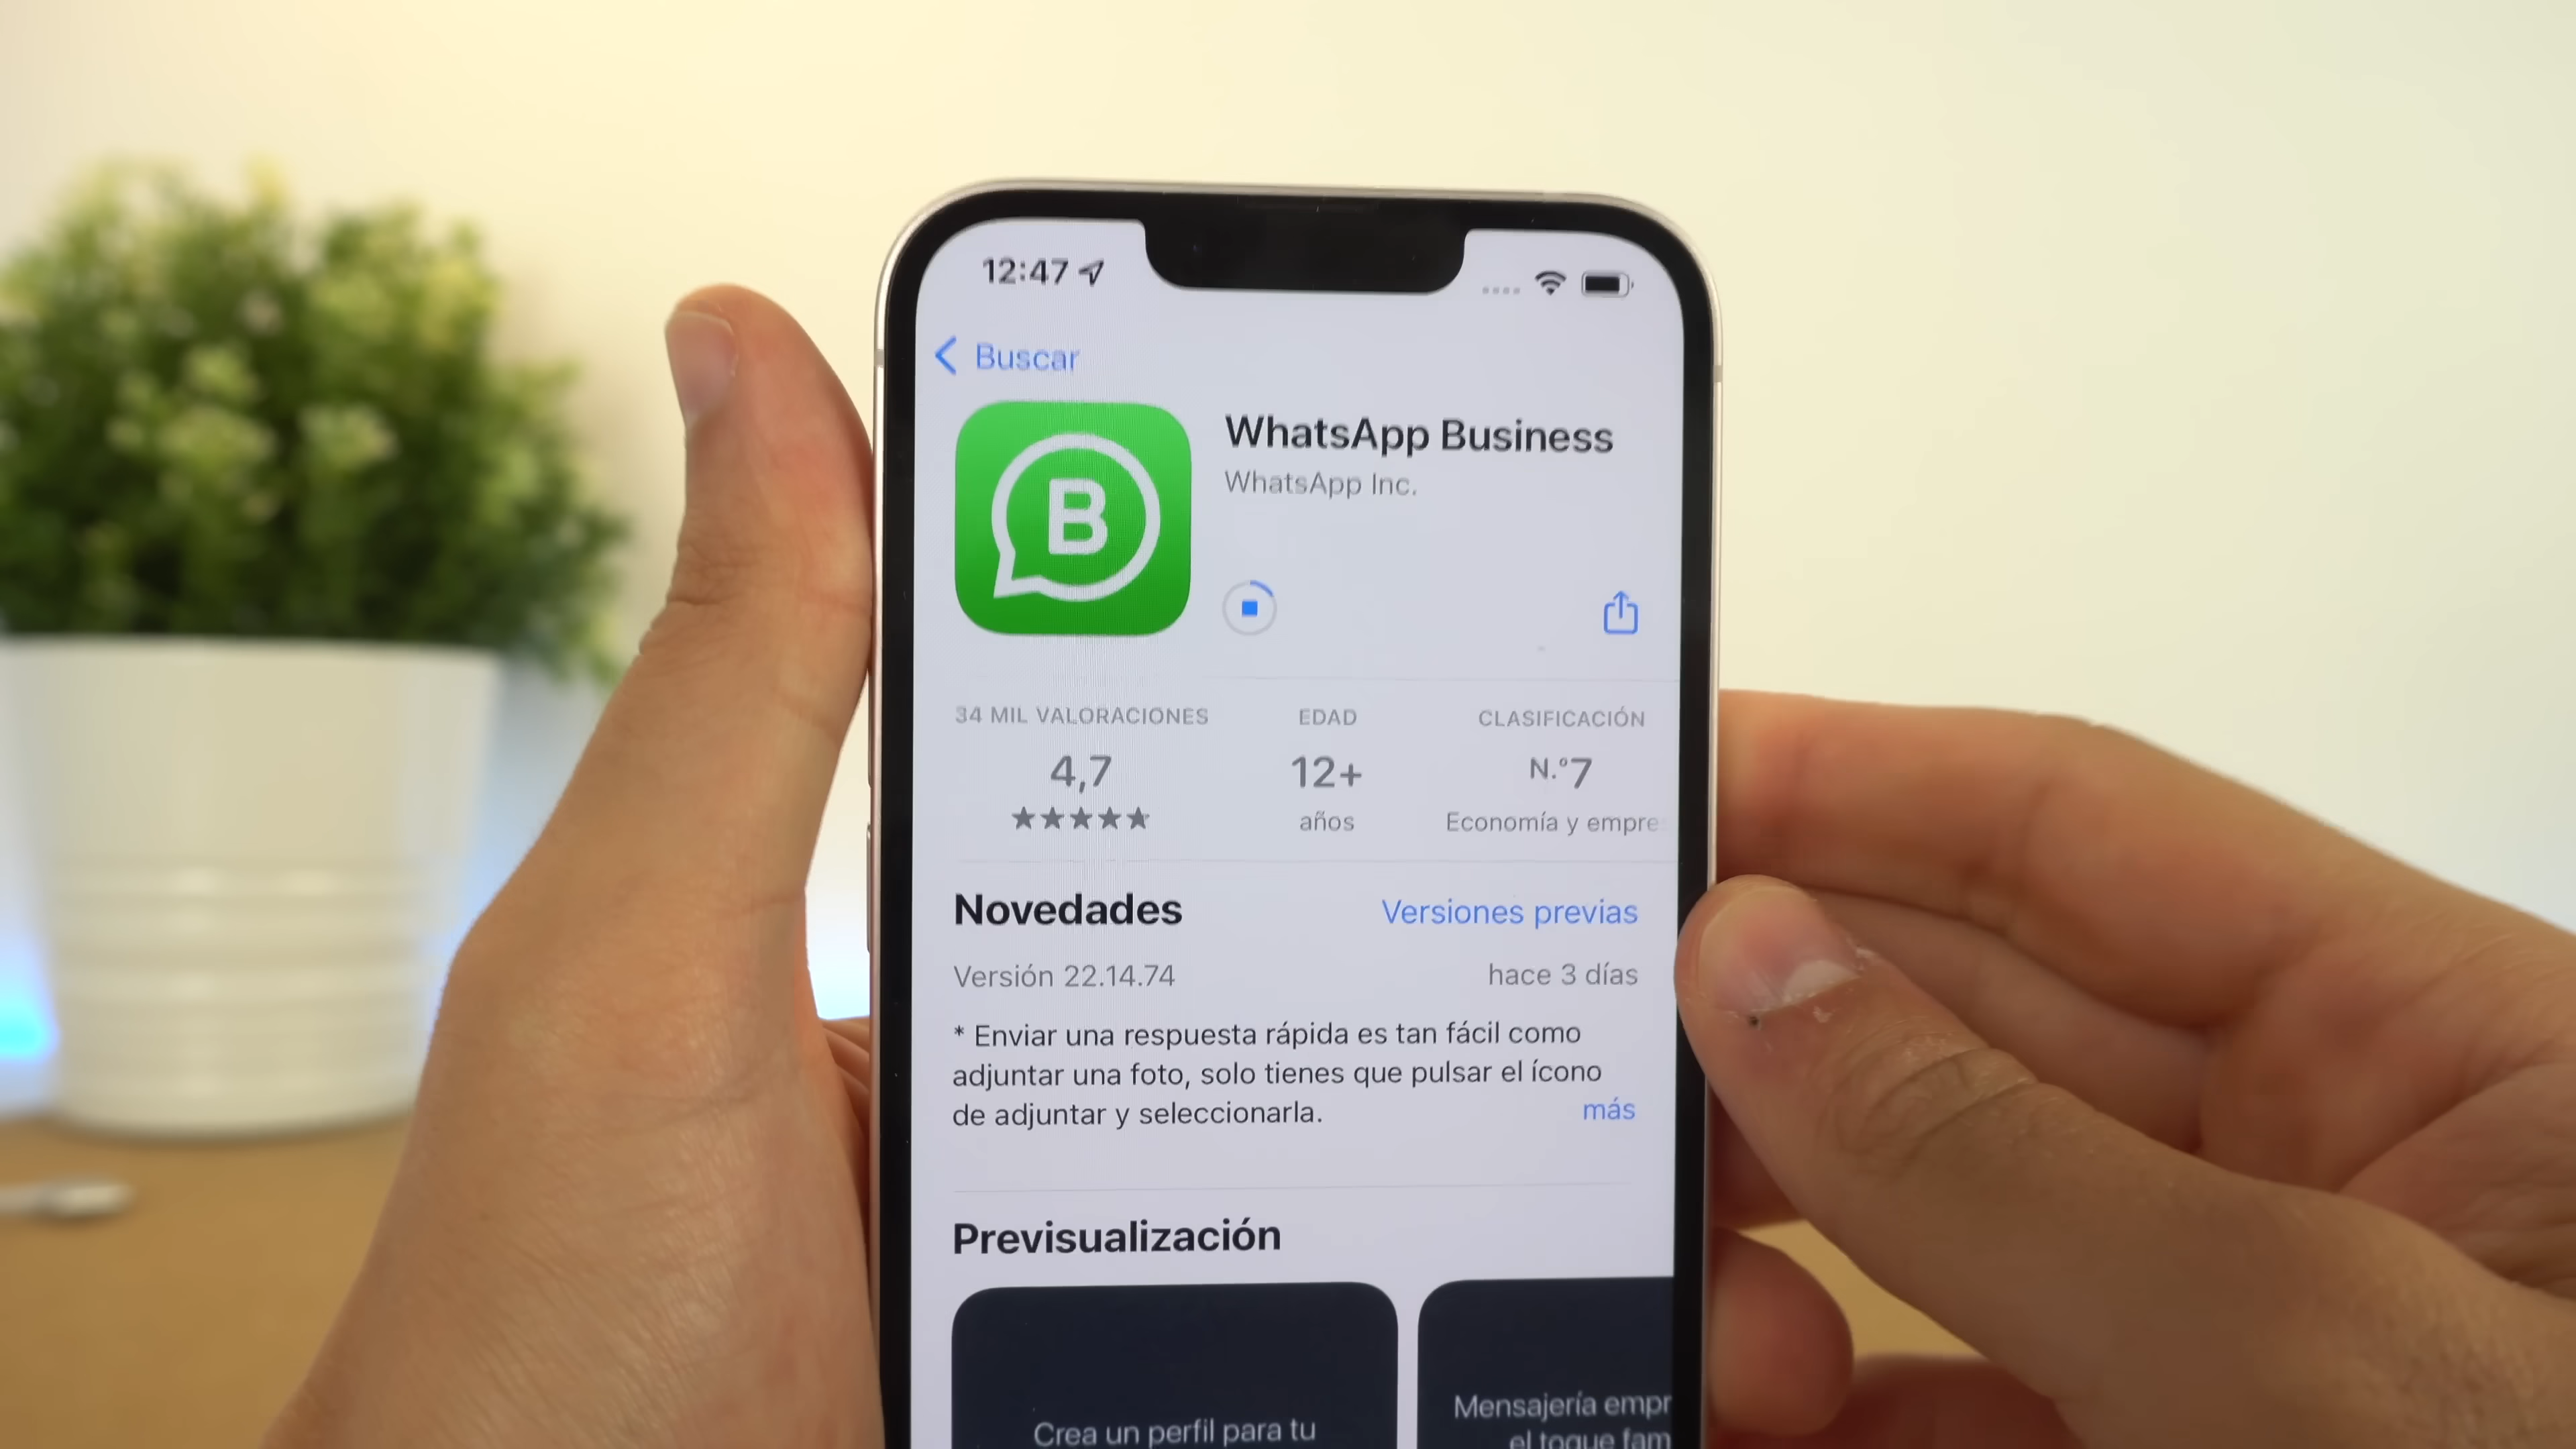 12:47
Buscar
B
WhatsApp Business
WhatsApp Inc.
34 MIL VALORACIONES
4,7
EDAD
12+
años
CLASIFICACIÓN
N.º7
Economía y empre
Novedades
Versiones previas
Versión 22.14.74
hace 3 días
* Enviar una respuesta rápida es tan fácil como
adjuntar una foto, solo tienes que pulsar el ícono
de adjuntar y seleccionarla.
más
Previsualización
Crea un perfil para tu
Mensajería empr
el toque fam